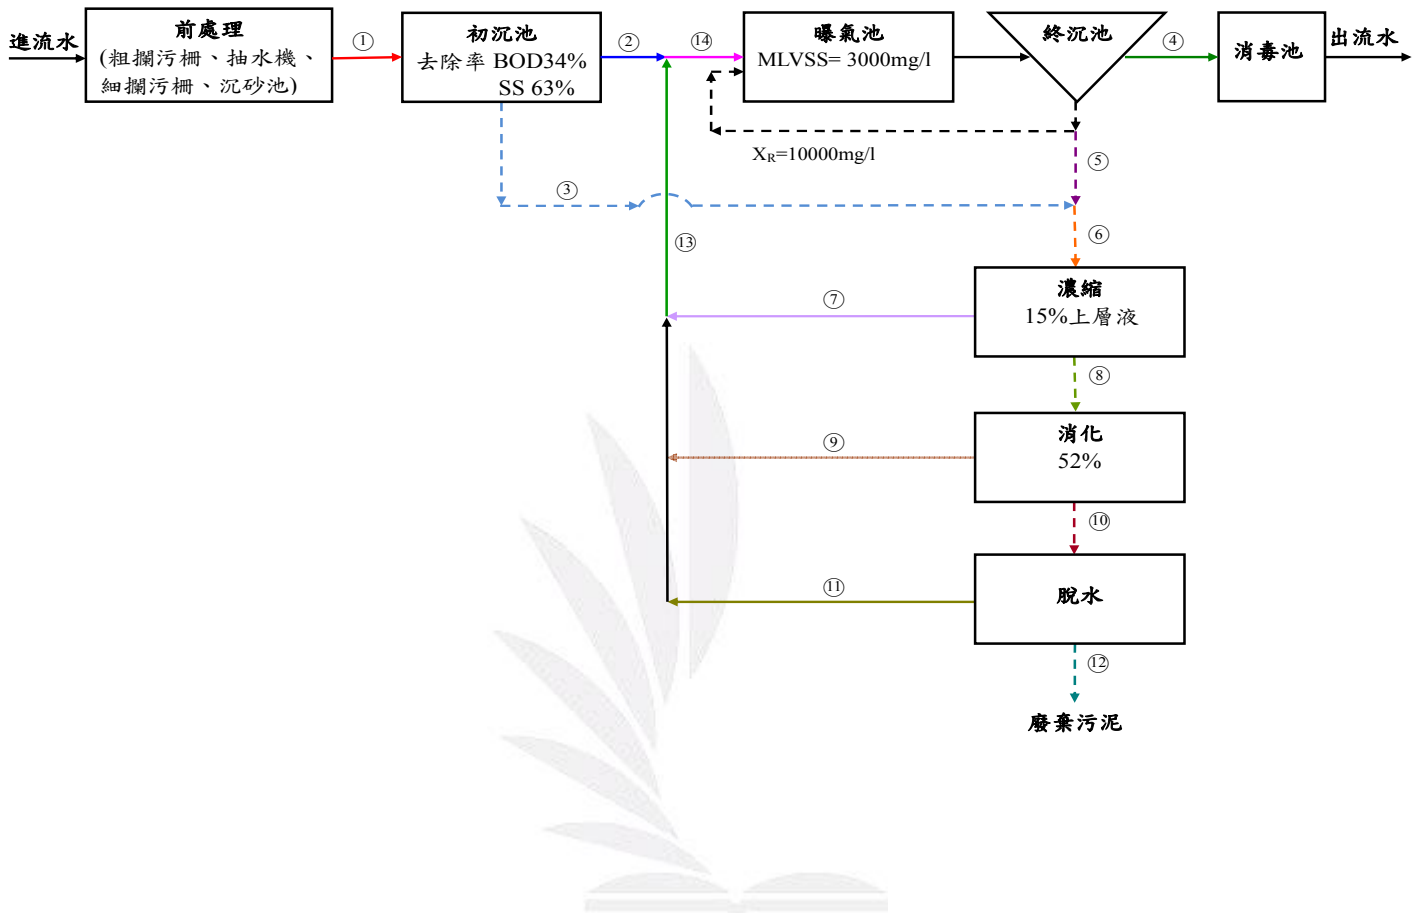 進流水
前處理
(粗攔污柵、抽水機、
細攔污柵、沉砂池)
①
初沉池
去除率 BOD34%
SS 63%
②
⑭
曝氣池
MLVSS= 3000mg/l
終沉池
④
消毒池
出流水
X_R=10000mg/l
⑤
③
⑥
⑬
濃縮
15%上層液
⑦
⑧
消化
52%
⑨
⑩
脫水
⑪
⑫
廢棄污泥